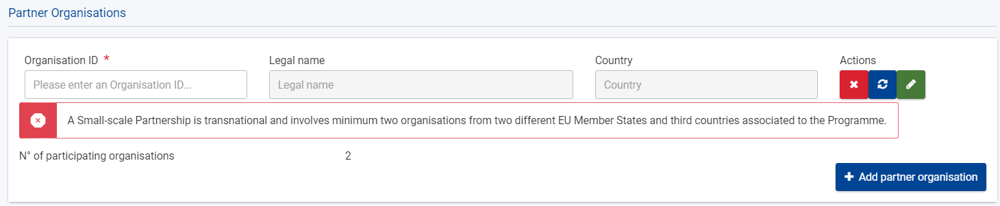 Partner Organisations
Organisation ID * Legal name Country Actions
Please enter an Organisation ID... Legal name Country
A Small-scale Partnership is transnational and involves minimum two organisations from two different EU Member States and third countries associated to the Programme.
N° of participating organisations 2
Add partner organisation